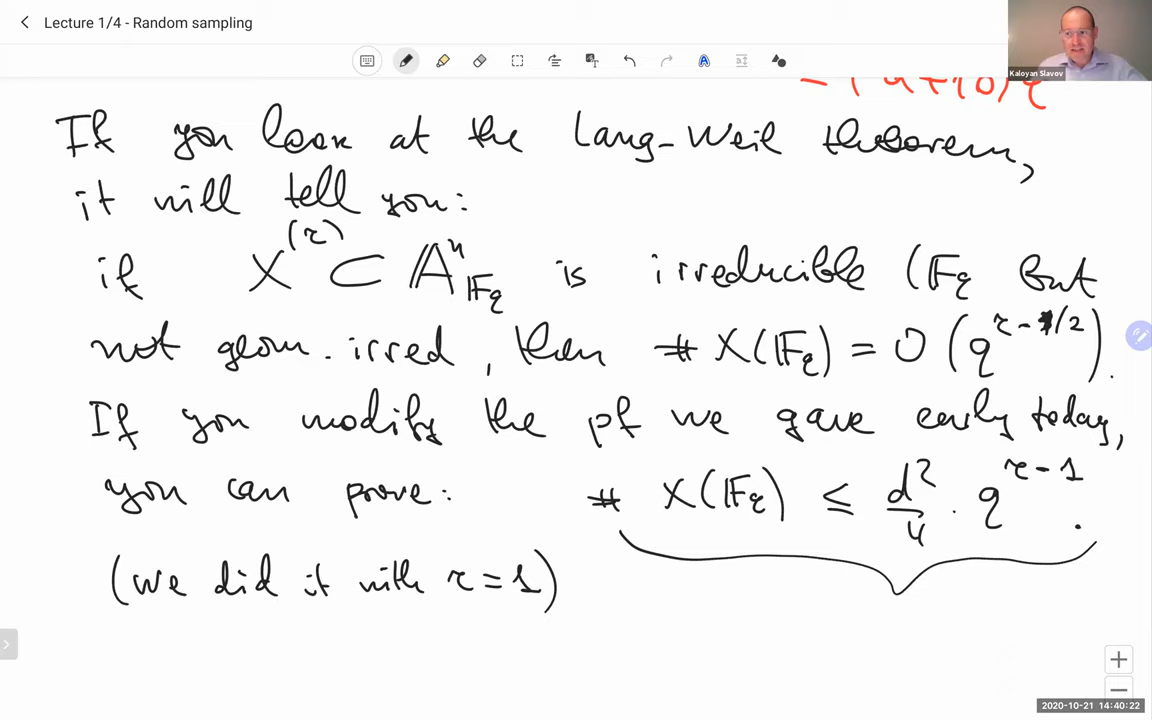 Lecture 1/4 - Random sampling
Kaloyan Slavov
If you look at the Lang-Weil theorem,
it will tell you:
if X^(r) ⊂ A^n_{F_q} is irreducible (F_q but
not geom. irred, then # X(F_q) = O(q^{r-1/2}).
If you modify the pf we gave early today,
you can prove: # X(F_q) ≤ d²/4 · q^{r-1}.
(we did it with r=1)
2020-10-21 14:40:22